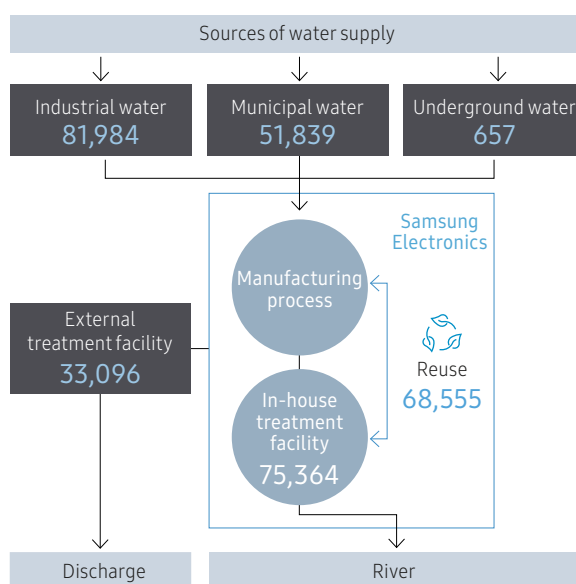 Sources of water supply
Industrial water
81,984
Municipal water
51,839
Underground water
657
Samsung
Electronics
Manufacturing
process
External
treatment facility
33,096
Reuse
68,555
In-house
treatment
facility
75,364
Discharge
River